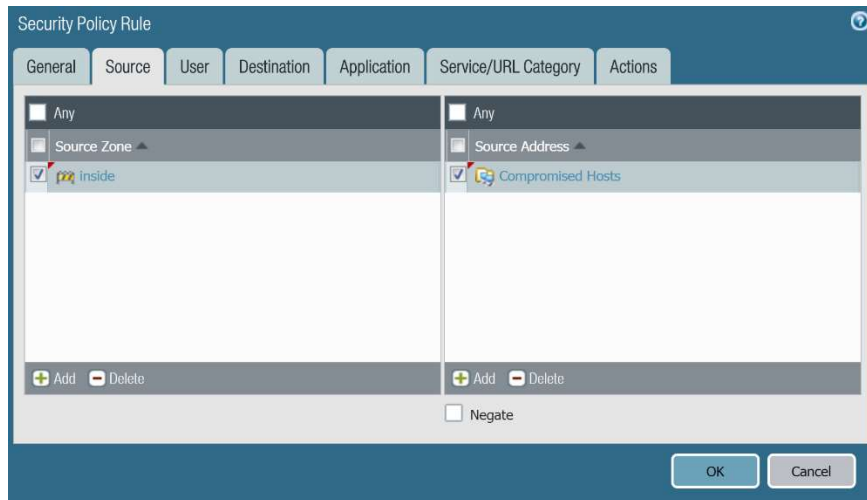 Security Policy Rule
General Source User Destination Application Service/URL Category Actions
Any
Source Zone
inside
Add Delete
Any
Source Address
Compromised Hosts
Add Delete
Negate
OK Cancel